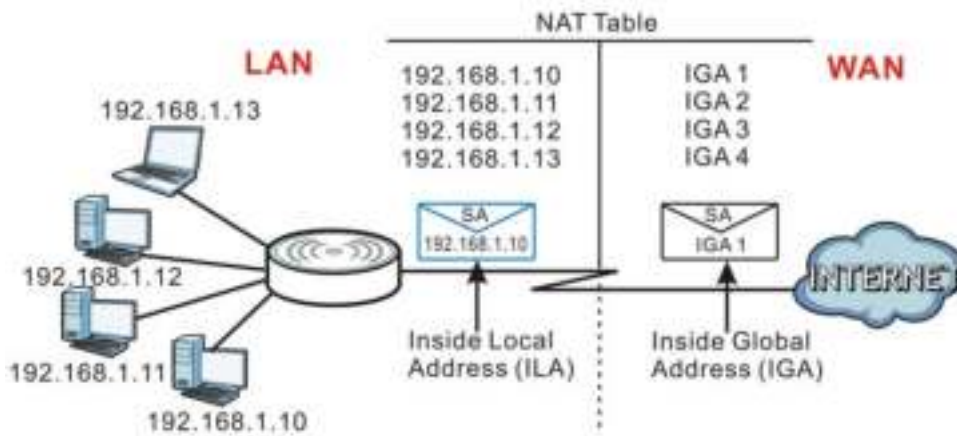 NAT Table
LAN
WAN
192.168.1.10
IGA 1
192.168.1.11
IGA 2
192.168.1.12
IGA 3
192.168.1.13
IGA 4
192.168.1.13
192.168.1.12
192.168.1.11
192.168.1.10
SA
192.168.1.10
SA
IGA 1
INTERNE
Inside Local
Address (ILA)
Inside Global
Address (IGA)